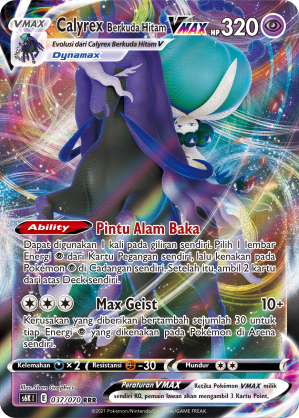 VMAX
Calyrex Berkuda Hitam VMAX HP 320
Evolusi dari Calyrex Berkuda Hitam V
Dynamax
Ability Pintu Alam Baka
Dapat digunakan 1 kali pada giliran sendiri. Pilih 1 lembar
Energi dari Kartu Pegangan sendiri, lalu kenakan pada
Pokémon di Cadangan sendiri. Setelah itu, ambil 2 kartu
dari atas Deck sendiri.
Max Geist 10+
Kerusakan yang diberikan bertambah sejumlah 30 untuk
setiap Energi yang dikenakan pada Pokémon di Arena
sendiri.
Kelemahan ×2 Resistansi -30 Mundur
s6K I E 037/070 RRR
Peraturan VMAX
Ketika Pokémon VMAX milik
sendiri KO, pemain lawan akan mengambil 3 Kartu Point.
©2021 Pokémon/Nintendo/Creatures/GAME FREAK.